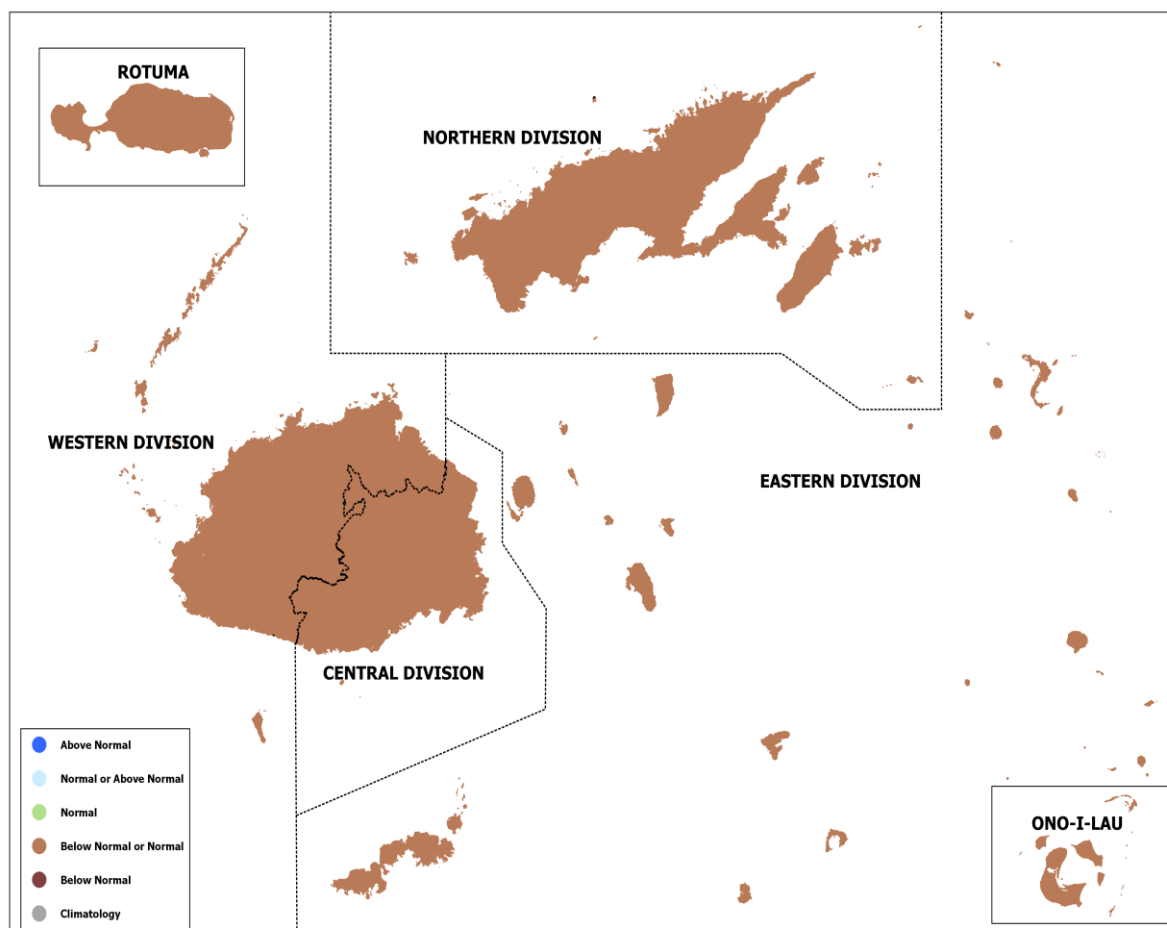 ROTUMA
NORTHERN DIVISION
WESTERN DIVISION
EASTERN DIVISION
CENTRAL DIVISION
Above Normal
Normal or Above Normal
Normal
Below Normal or Normal
Below Normal
Climatology
ONO-I-LAU